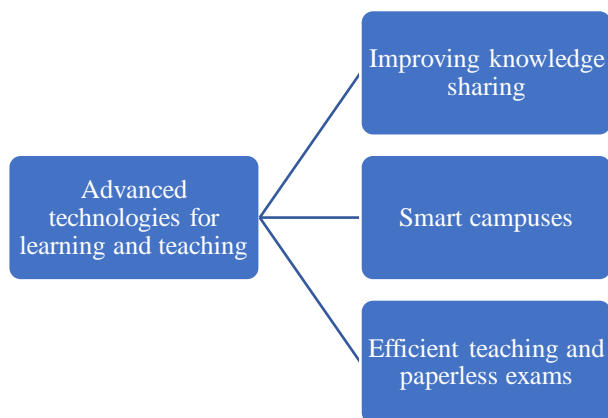 Improving knowledge
sharing
Advanced
technologies for
learning and teaching
Smart campuses
Efficient teaching and
paperless exams